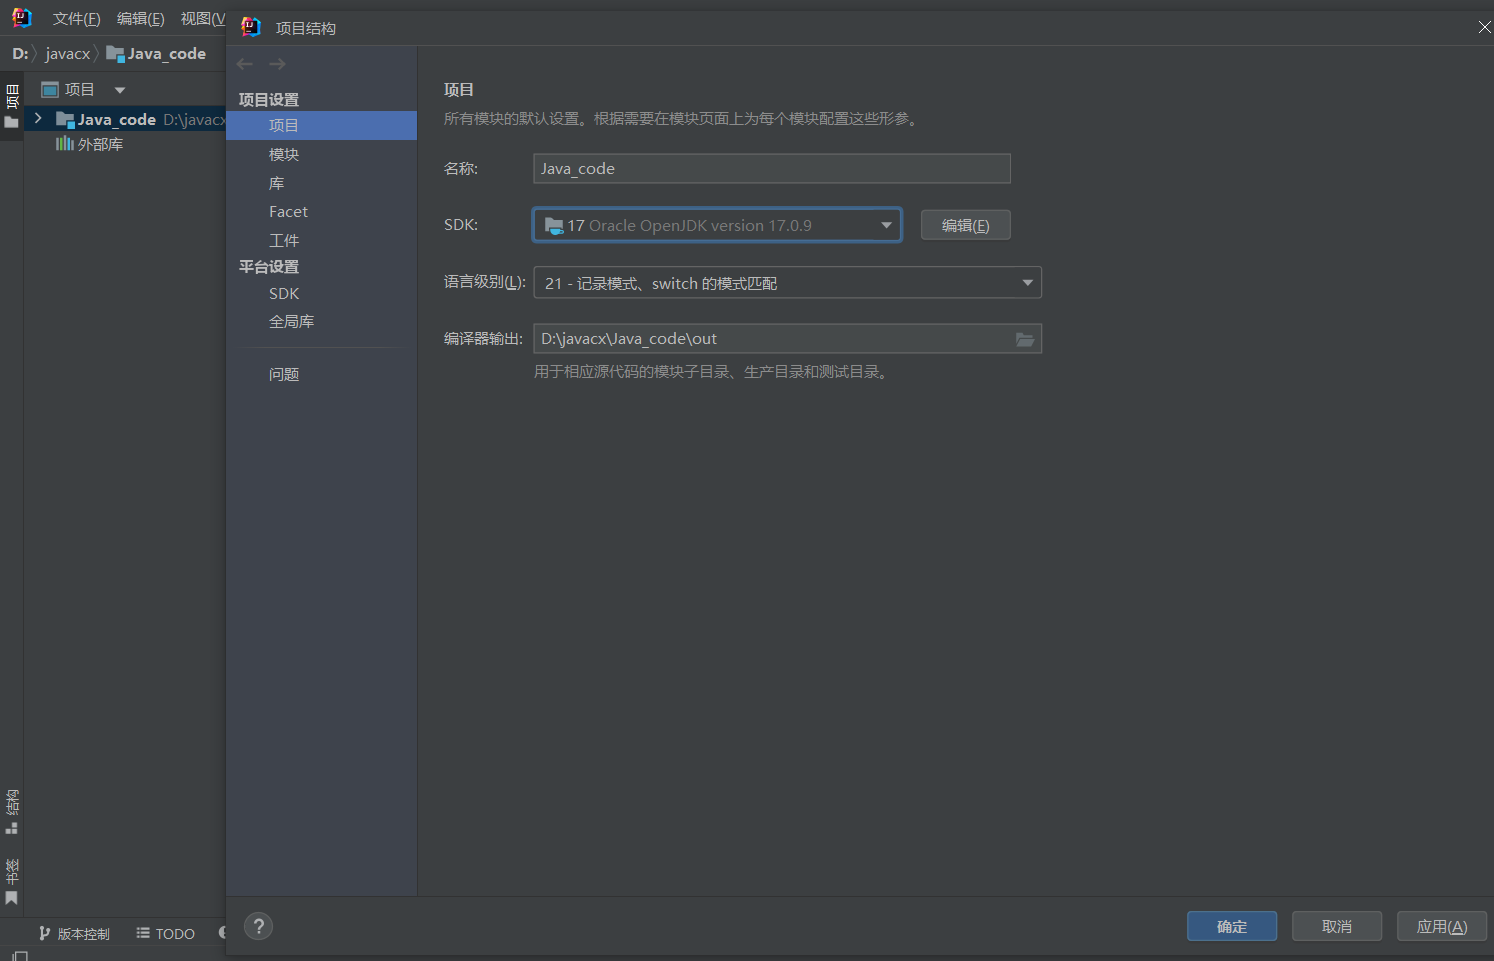 文件(F) 编辑(E) 视图(V
D: javacx Java_code
项目
项目
Java_code D:\javacx
外部库
结构
书签
版本控制 TODO
项目结构
项目设置
项目
模块
库
Facet
工件
平台设置
SDK
全局库
问题
项目
所有模块的默认设置。根据需要在模块页面上为每个模块配置这些形参。
名称: Java_code
SDK: 17 Oracle OpenJDK version 17.0.9 编辑(E)
语言级别(L): 21 - 记录模式、switch 的模式匹配
编译器输出: D:\javacx\Java_code\out
用于相应源代码的模块子目录、生产目录和测试目录。
? 确定 取消 应用(A)